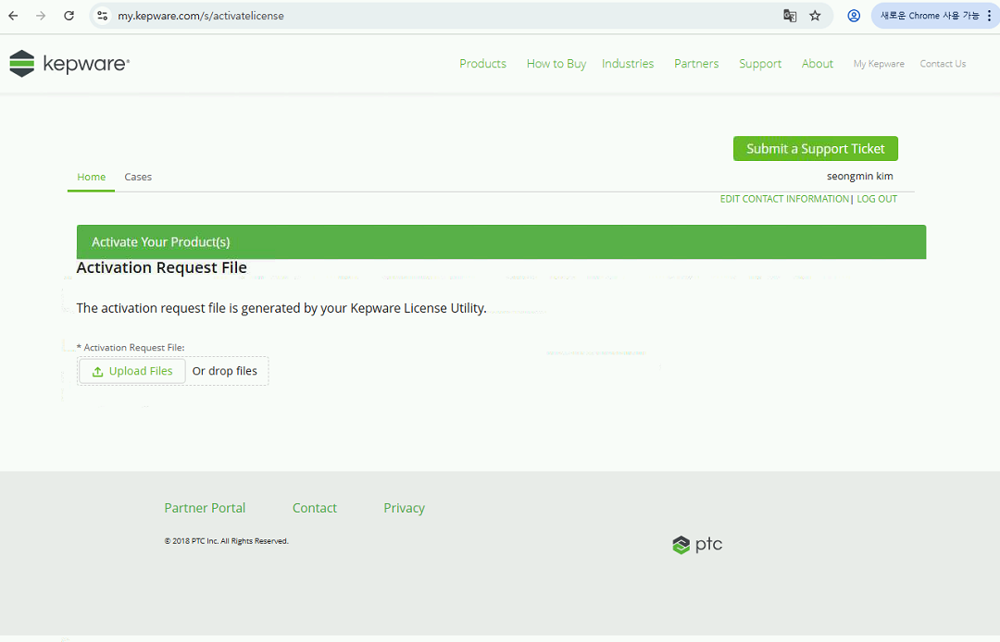 my.kepware.com/s/activatelicense
새로운 Chrome 사용 가능
kepware®
Products How to Buy Industries Partners Support About My Kepware Contact Us
Submit a Support Ticket
Home Cases
seongmin kim
EDIT CONTACT INFORMATION| LOG OUT
Activate Your Product(s)
Activation Request File
The activation request file is generated by your Kepware License Utility.
* Activation Request File:
Upload Files Or drop files
Partner Portal Contact Privacy
© 2018 PTC Inc. All Rights Reserved.
ptc